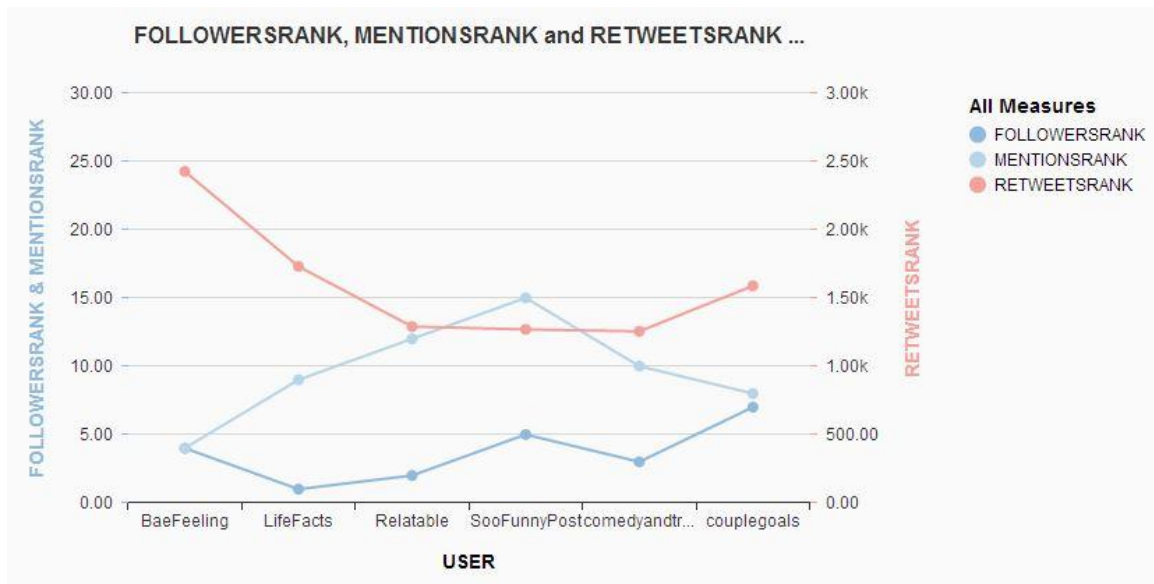 FOLLOWERSRANK, MENTIONSRANK and RETWEETSRANK ...
FOLLOWERSRANK & MENTIONSRANK
30.00
25.00
20.00
15.00
10.00
5.00
0.00
3.00k
2.50k
2.00k
1.50k
1.00k
500.00
0.00
RETWEETSRANK
BaeFeeling LifeFacts Relatable SooFunnyPost comedyandtr... couplegoals
USER
All Measures
FOLLOWERSRANK
MENTIONSRANK
RETWEETSRANK